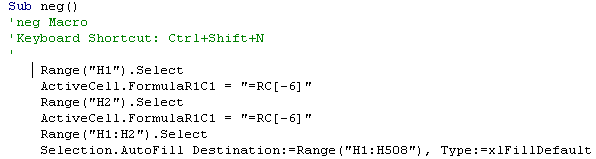 Sub neg()
'neg Macro
'Keyboard Shortcut: Ctrl+Shift+N
'
Range("H1").Select
ActiveCell.FormulaR1C1 = "=RC[-6]"
Range("H2").Select
ActiveCell.FormulaR1C1 = "=RC[-6]"
Range("H1:H2").Select
Selection.AutoFill Destination:=Range("H1:H508"), Type:=xlFillDefault